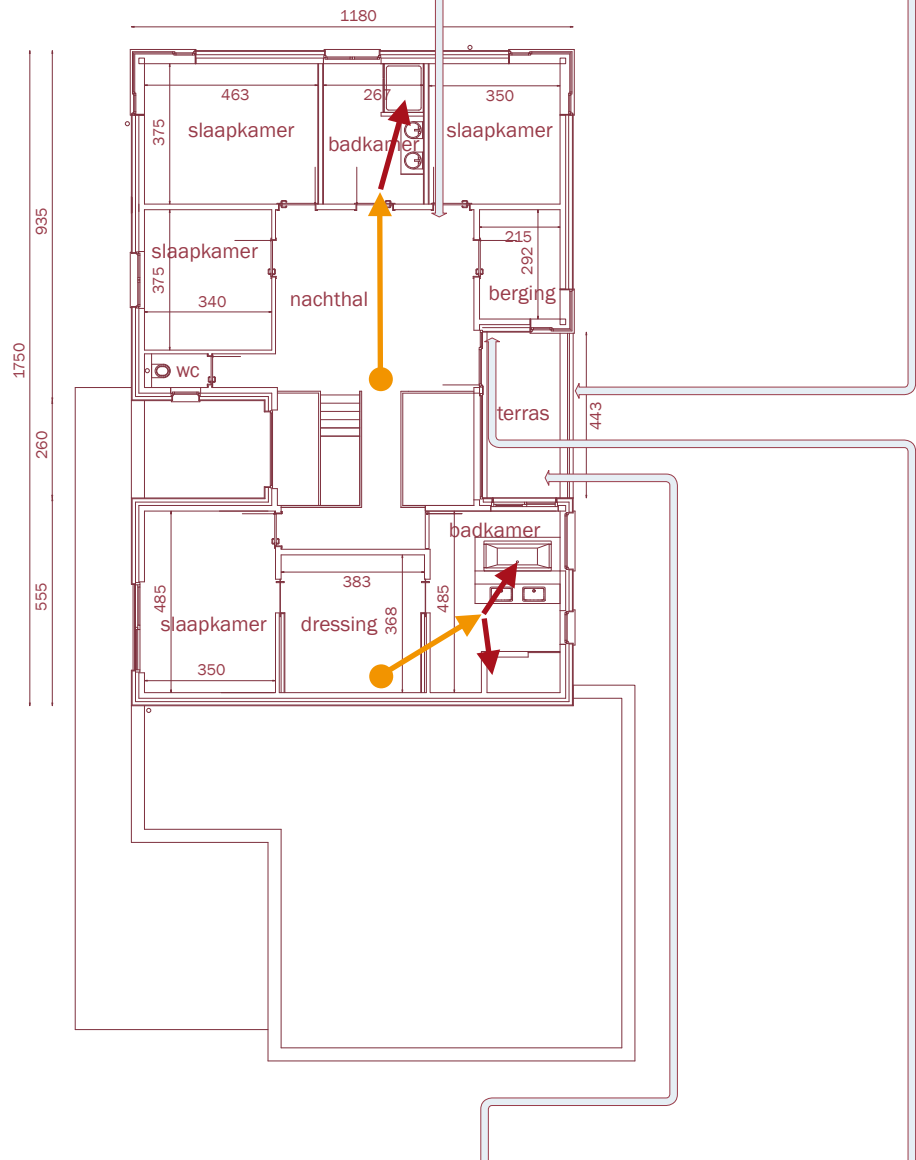 1180
463
267
350
375
slaapkamer
badkamer
slaapkamer
935
215
slaapkamer
375
292
340
nachthal
berging
1750
wc
terras
443
260
badkamer
383
485
555
slaapkamer
dressing
368
485
350